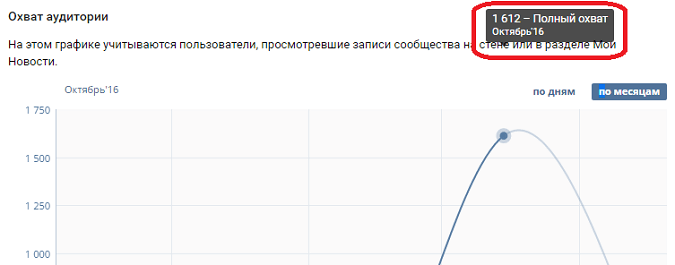 Охват аудитории
1 612 – Полный охват
Октябрь'16
На этом графике учитываются пользователи, просмотревшие записи сообщества на стене или в разделе Мои
Новости.
Октябрь'16
по дням
по месяцам
1 750
1 500
1 250
1 000